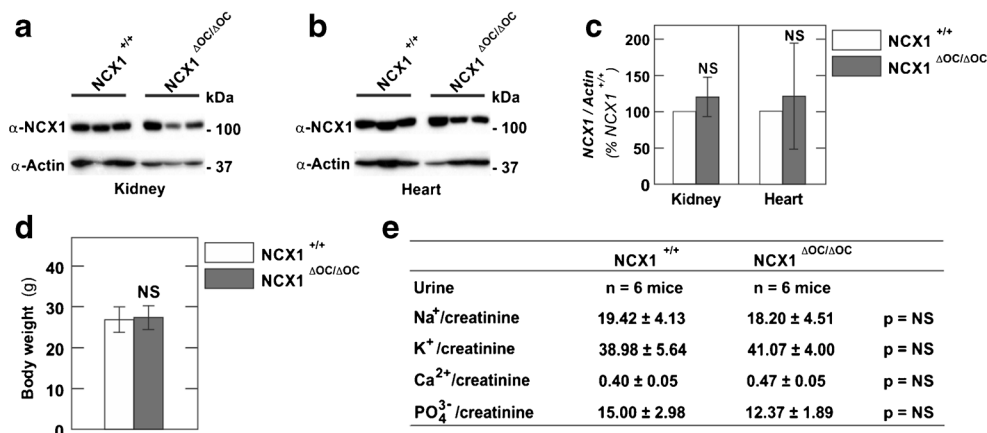 a
NCX1 +/+
NCX1 ΔOC/ΔOC
kDa
α-NCX1
- 100
α-Actin
- 37
Kidney
b
NCX1 +/+
NCX1 ΔOC/ΔOC
kDa
α-NCX1
- 100
α-Actin
- 37
Heart
c
NCX1 / Actin
(% NCX1 +/+)
200
150
100
50
0
NS
NS
Kidney
Heart
NCX1 +/+
NCX1 ΔOC/ΔOC
d
Body weight (g)
40
30
20
10
0
NS
NCX1 +/+
NCX1 ΔOC/ΔOC
e
NCX1 +/+ NCX1 ΔOC/ΔOC
Urine n = 6 mice n = 6 mice
Na+/creatinine 19.42 ± 4.13 18.20 ± 4.51 p = NS
K+/creatinine 38.98 ± 5.64 41.07 ± 4.00 p = NS
Ca2+/creatinine 0.40 ± 0.05 0.47 ± 0.05 p = NS
PO4 3-/creatinine 15.00 ± 2.98 12.37 ± 1.89 p = NS